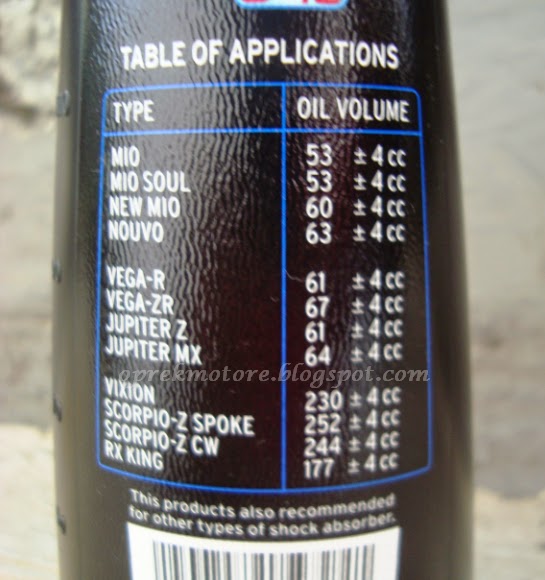 TABLE OF APPLICATIONS
TYPE OIL VOLUME
MIO 53 ± 4 cc
MIO SOUL 53 ± 4 cc
NEW MIO 60 ± 4 cc
NOUVO 63 ± 4 cc
VEGA-R 61 ± 4 cc
VEGA-ZR 67 ± 4 cc
JUPITER Z 61 ± 4 cc
JUPITER MX 64 ± 4 cc
oprekmotore.blogspot.com
VIXION 230 ± 4 cc
SCORPIO-Z SPOKE 252 ± 4 cc
SCORPIO-Z CW 244 ± 4 cc
RX KING 177 ± 4 cc
This products also recommended
for other types of shock absorber.